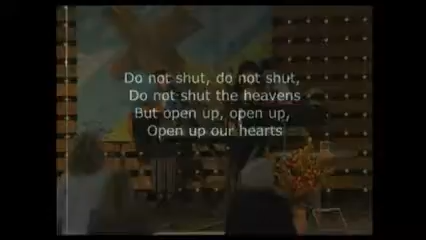 Do not shut, do not shut,
Do not shut the heavens
But open up, open up,
Open up our hearts